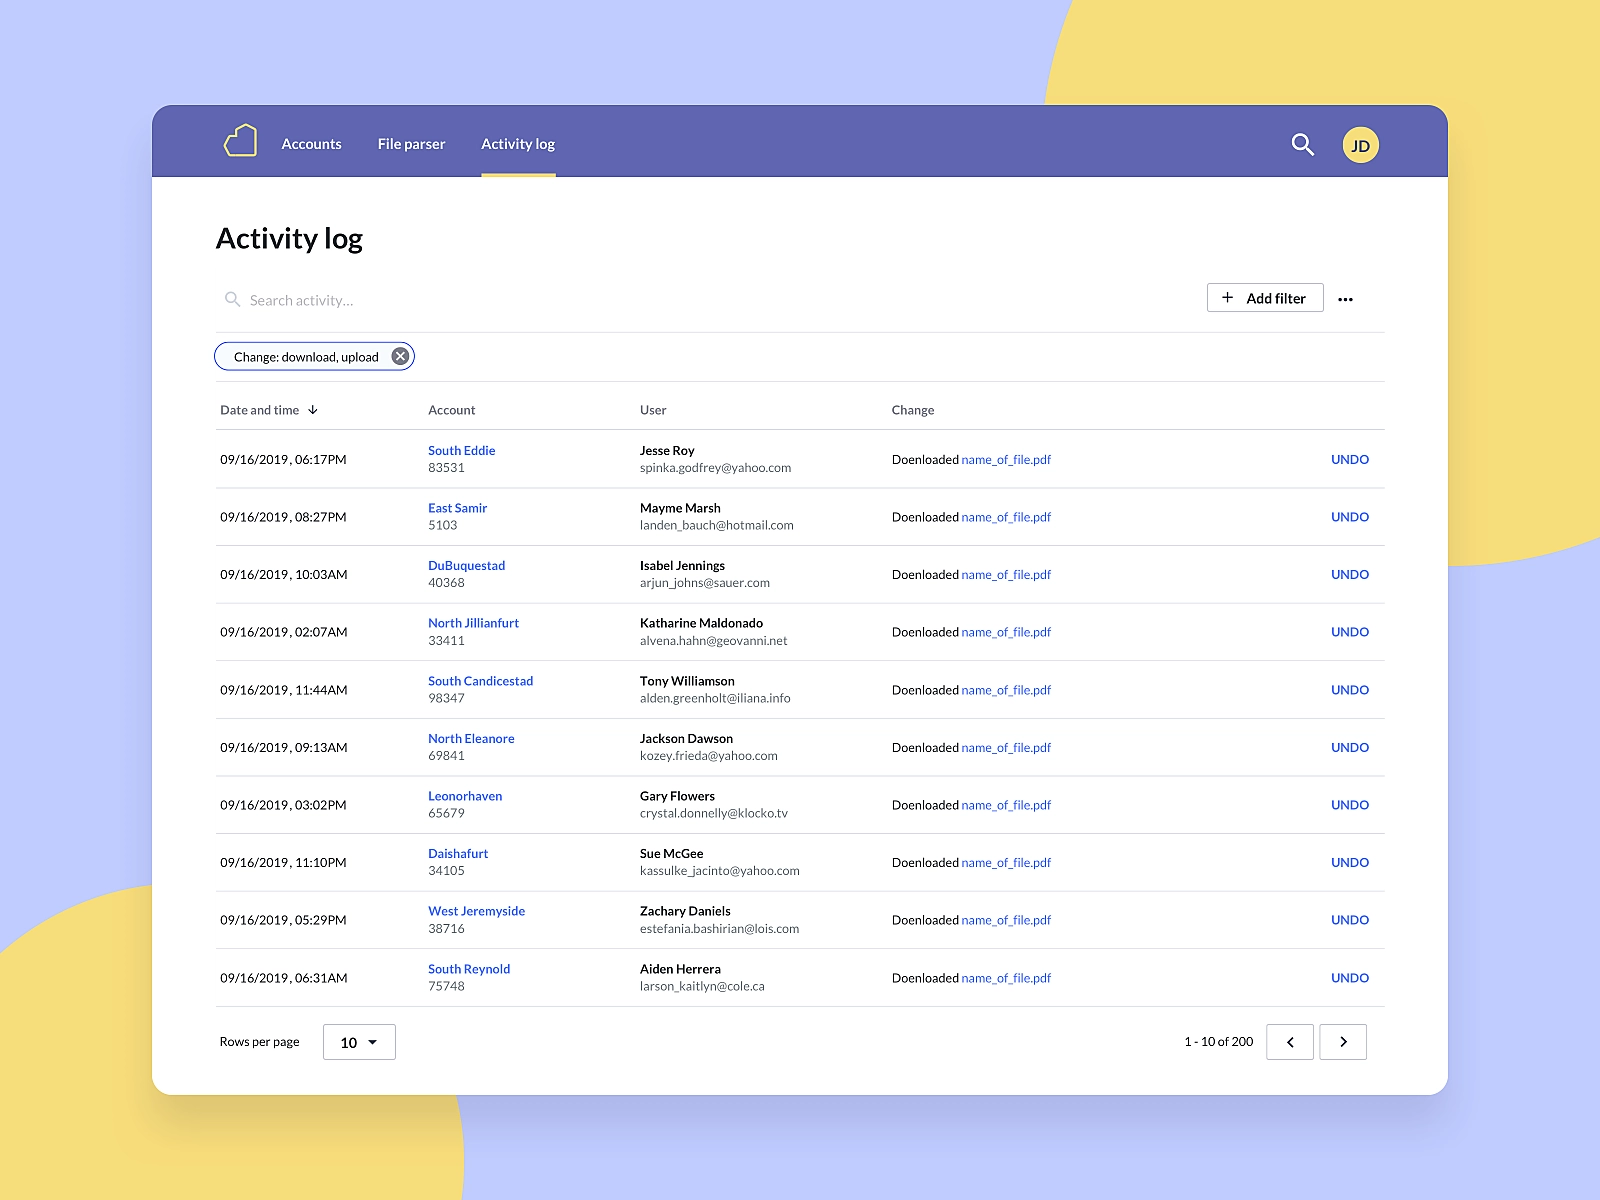 Accounts File parser Activity log JD
Activity log
Search activity... + Add filter
Change: download, upload
Date and time Account User Change
09/16/2019, 06:17PM South Eddie Jesse Roy Doenloaded name_of_file.pdf UNDO
83531 spinka.godfrey@yahoo.com
09/16/2019, 08:27PM East Samir Mayme Marsh Doenloaded name_of_file.pdf UNDO
5103 landen_bauch@hotmail.com
09/16/2019, 10:03AM DuBuquestad Isabel Jennings Doenloaded name_of_file.pdf UNDO
40368 arjun_johns@sauer.com
09/16/2019, 02:07AM North Jillianfurt Katharine Maldonado Doenloaded name_of_file.pdf UNDO
33411 alvena.hahn@geovanni.net
09/16/2019, 11:44AM South Candicestad Tony Williamson Doenloaded name_of_file.pdf UNDO
98347 alden.greenholt@iliana.info
09/16/2019, 09:13AM North Eleanore Jackson Dawson Doenloaded name_of_file.pdf UNDO
69841 kozey.frieda@yahoo.com
09/16/2019, 03:02PM Leonorhaven Gary Flowers Doenloaded name_of_file.pdf UNDO
65679 crystal.donnelly@klocko.tv
09/16/2019, 11:10PM Daishafurt Sue McGee Doenloaded name_of_file.pdf UNDO
34105 kassulke_jacinto@yahoo.com
09/16/2019, 05:29PM West Jeremyside Zachary Daniels Doenloaded name_of_file.pdf UNDO
38716 estefania.bashirian@lois.com
09/16/2019, 06:31AM South Reynold Aiden Herrera Doenloaded name_of_file.pdf UNDO
75748 larson_kaitlyn@cole.ca
Rows per page 10 1 - 10 of 200